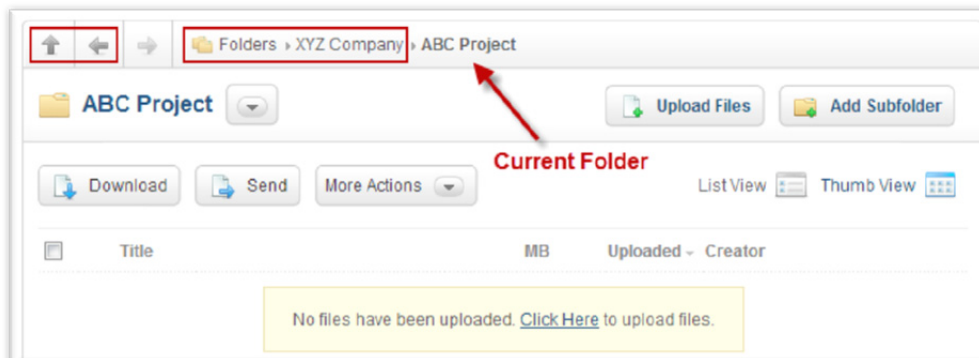 Folders › XYZ Company › ABC Project
ABC Project
Upload Files
Add Subfolder
Current Folder
Download
Send
More Actions
List View
Thumb View
Title MB Uploaded Creator
No files have been uploaded. Click Here to upload files.